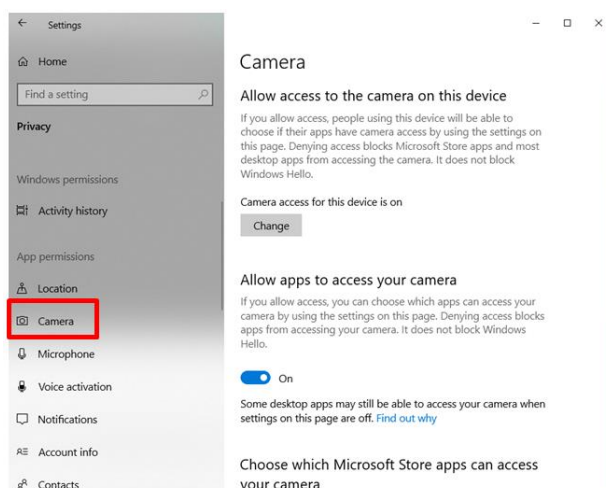 Settings
Home
Find a setting
Privacy
Windows permissions
Activity history
App permissions
Location
Camera
Microphone
Voice activation
Notifications
Account info
Contacts
Camera
Allow access to the camera on this device
If you allow access, people using this device will be able to
choose if their apps have camera access by using the settings on
this page. Denying access blocks Microsoft Store apps and most
desktop apps from accessing the camera. It does not block
Windows Hello.
Camera access for this device is on
Change
Allow apps to access your camera
If you allow access, you can choose which apps can access your
camera by using the settings on this page. Denying access blocks
apps from accessing your camera. It does not block Windows
Hello.
On
Some desktop apps may still be able to access your camera when
settings on this page are off. Find out why
Choose which Microsoft Store apps can access
your camera